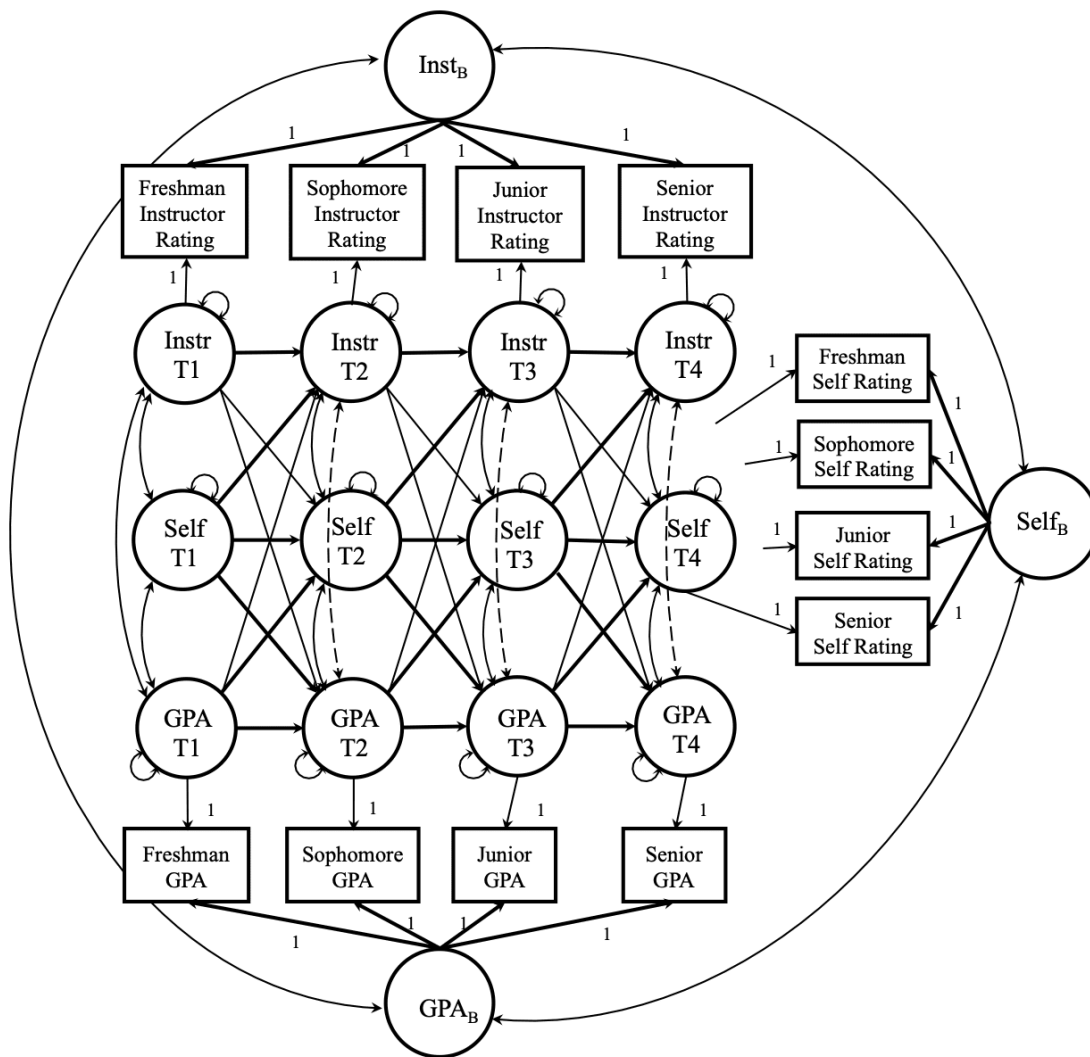 Inst_B
1
1
1
1
Freshman
Instructor
Rating
Sophomore
Instructor
Rating
Junior
Instructor
Rating
Senior
Instructor
Rating
1
1
1
1
Instr
T1
Instr
T2
Instr
T3
Instr
T4
1
Freshman
Self Rating
1
1
Sophomore
Self Rating
1
Self
T1
Self
T2
Self
T3
Self
T4
1
Junior
Self Rating
1
Self_B
1
Senior
Self Rating
1
GPA
T1
GPA
T2
GPA
T3
GPA
T4
1
1
1
1
Freshman
GPA
Sophomore
GPA
Junior
GPA
Senior
GPA
1
1
1
1
GPA_B